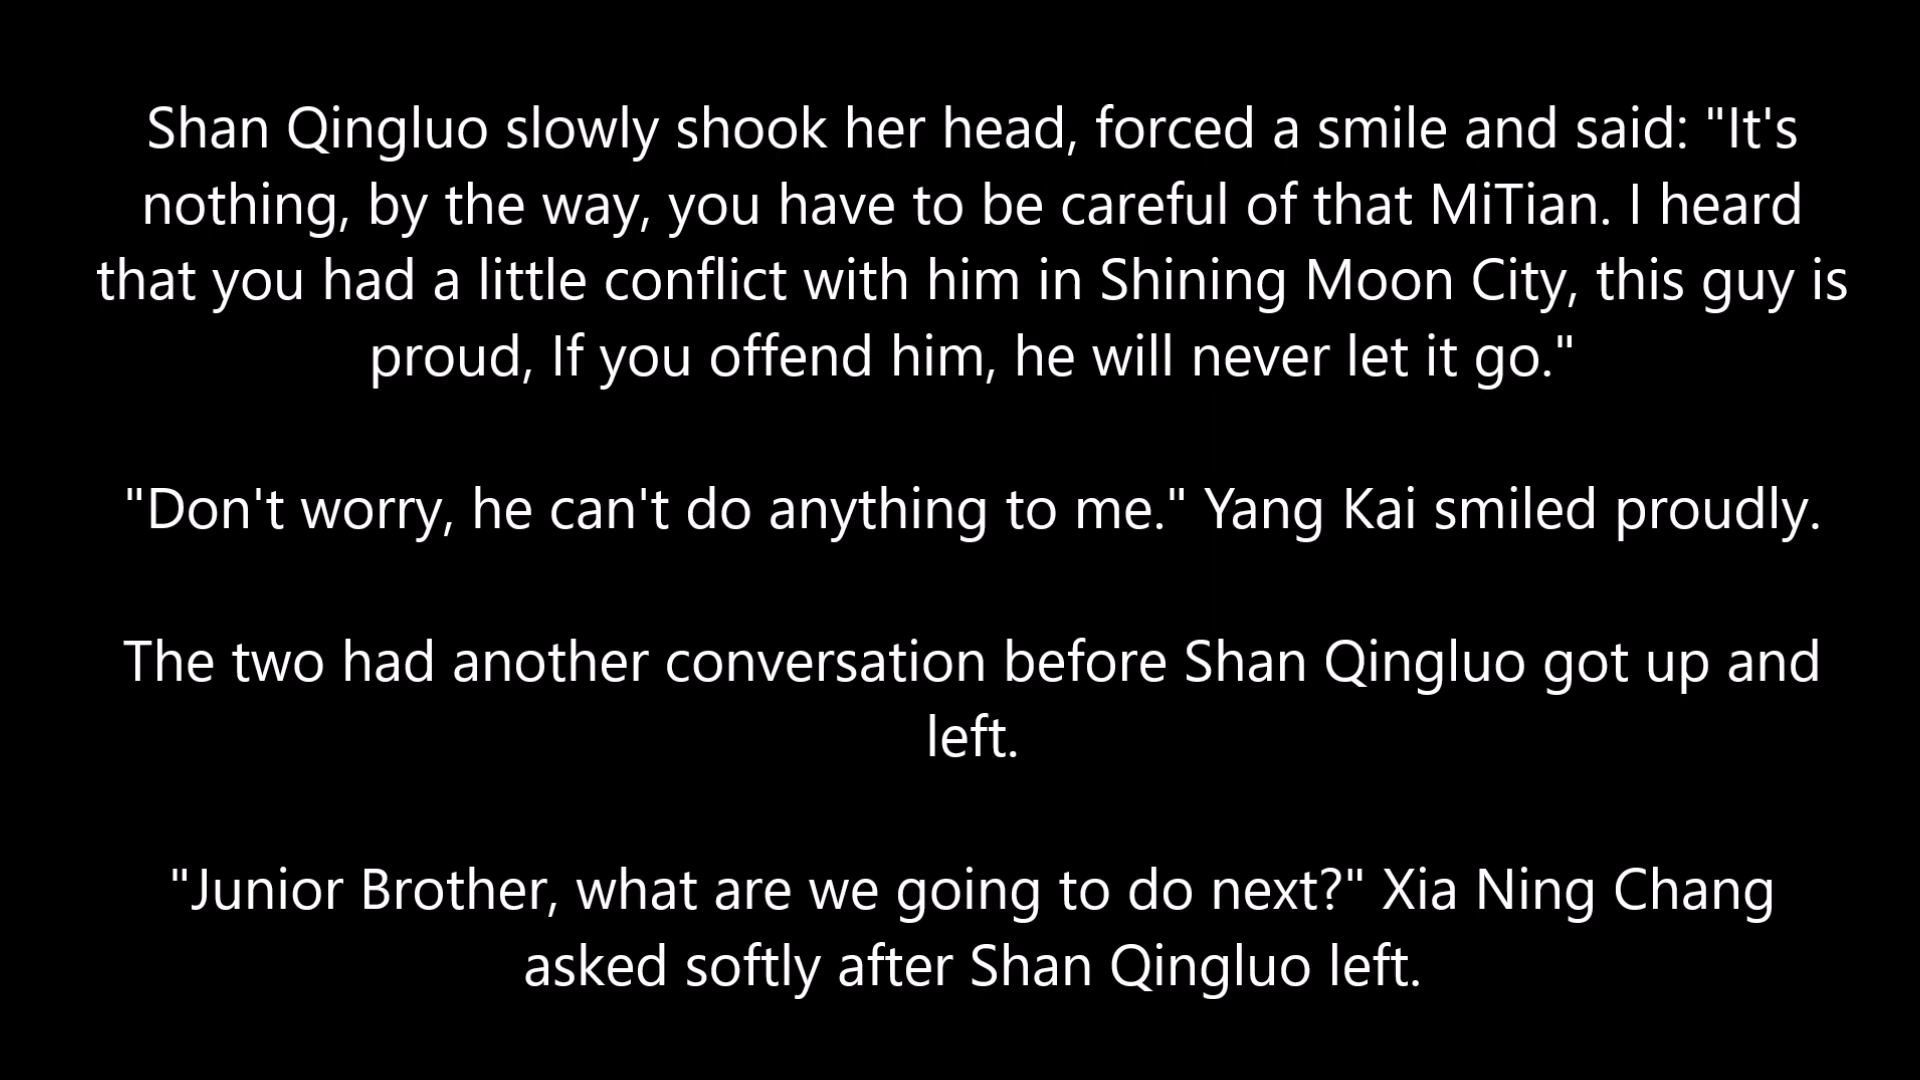 Shan Qingluo slowly shook her head, forced a smile and said: "It's
nothing, by the way, you have to be careful of that MiTian. I heard
that you had a little conflict with him in Shining Moon City, this guy is
proud, If you offend him, he will never let it go."
"Don't worry, he can't do anything to me." Yang Kai smiled proudly.
The two had another conversation before Shan Qingluo got up and
left.
"Junior Brother, what are we going to do next?" Xia Ning Chang
asked softly after Shan Qingluo left.